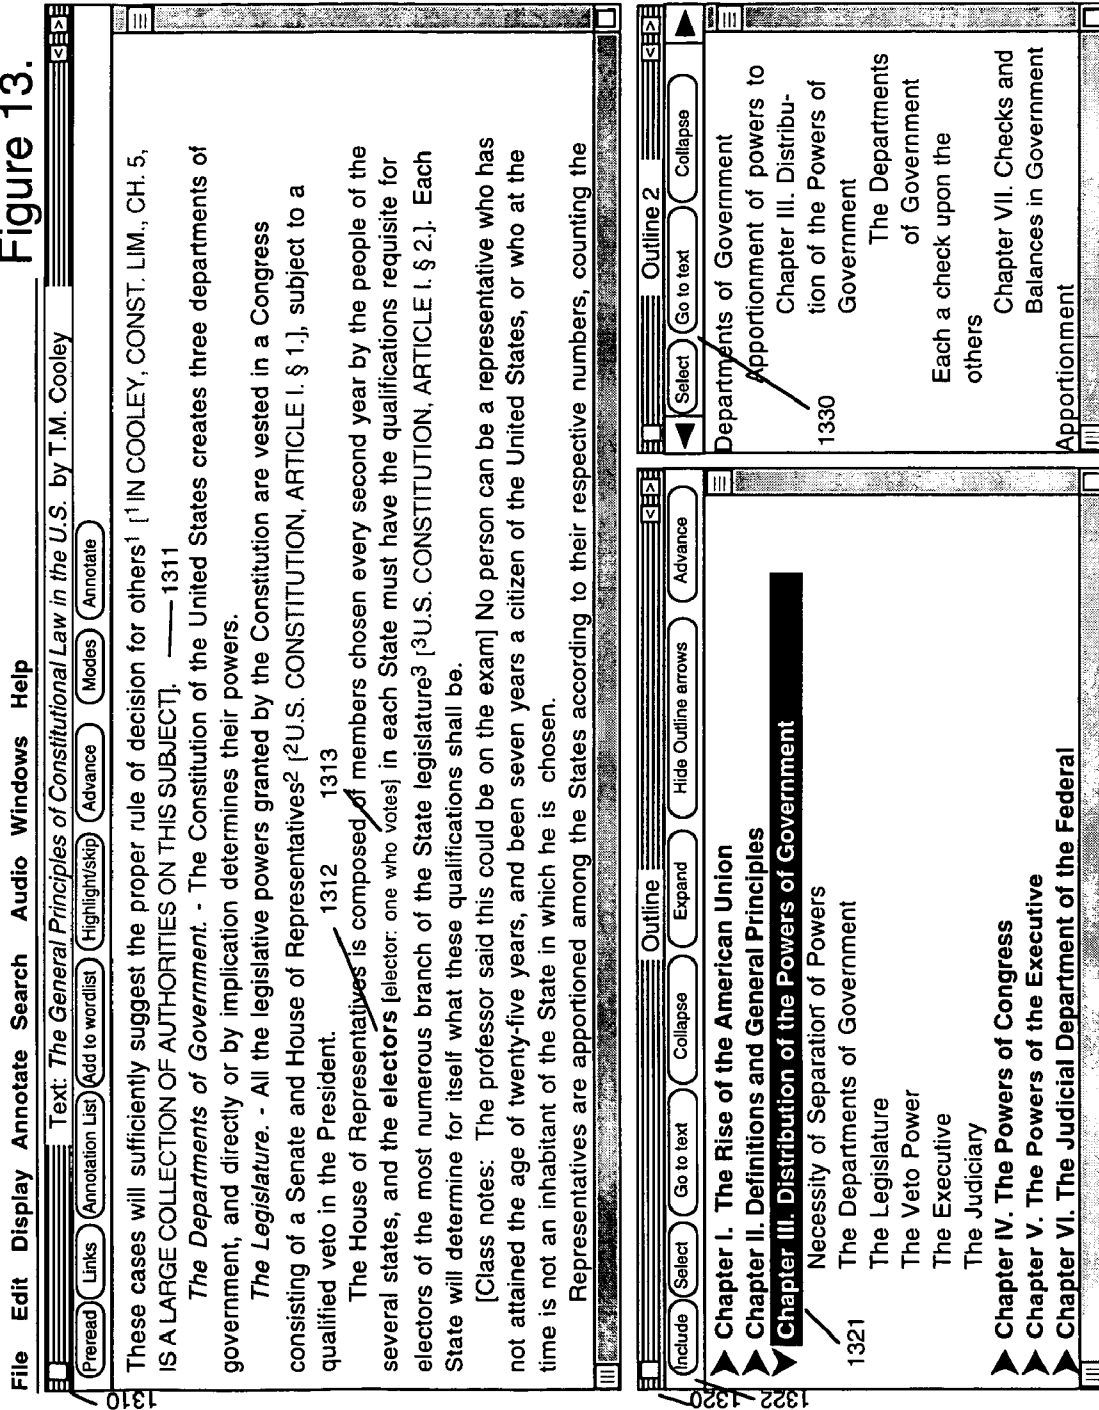 Figure 13.
File Edit Display Annotate Search Audio Windows Help
1310
Text: The General Principles of Constitutional Law in the U.S. by T.M. Cooley
< >
Preread Links Annotation List Add to wordlist Highlight/skip Advance Modes Annotate
These cases will sufficiently suggest the proper rule of decision for others¹ [¹IN COOLEY, CONST. LIM., CH. 5,
IS A LARGE COLLECTION OF AUTHORITIES ON THIS SUBJECT]. 1311
The Departments of Government. - The Constitution of the United States creates three departments of
government, and directly or by implication determines their powers.
The Legislature. - All the legislative powers granted by the Constitution are vested in a Congress
consisting of a Senate and House of Representatives² [²U.S. CONSTITUTION, ARTICLE I. § 1.], subject to a
qualified veto in the President. 1312 1313
The House of Representatives is composed of members chosen every second year by the people of the
several states, and the electors [elector: one who votes] in each State must have the qualifications requisite for
electors of the most numerous branch of the State legislature³ [³U.S. CONSTITUTION, ARTICLE I. § 2.]. Each
State will determine for itself what these qualifications shall be.
[Class notes: The professor said this could be on the exam] No person can be a representative who has
not attained the age of twenty-five years, and been seven years a citizen of the United States, or who at the
time is not an inhabitant of the State in which he is chosen.
Representatives are apportioned among the States according to their respective numbers, counting the
1320
Outline
< >
1322
Include Select Go to text Collapse Expand Hide Outline arrows Advance
Chapter I. The Rise of the American Union
Chapter II. Definitions and General Principles
Chapter III. Distribution of the Powers of Government
Necessity of Separation of Powers
1321
The Departments of Government
The Legislature
The Veto Power
The Executive
The Judiciary
Chapter IV. The Powers of Congress
Chapter V. The Powers of the Executive
Chapter VI. The Judicial Department of the Federal
Outline 2
< >
Select Go to text Collapse
Departments of Government
Apportionment of powers to
Chapter III. Distribu-
tion of the Powers of
Government
1330
The Departments
of Government
Each a check upon the
others
Chapter VII. Checks and
Balances in Government
Apportionment